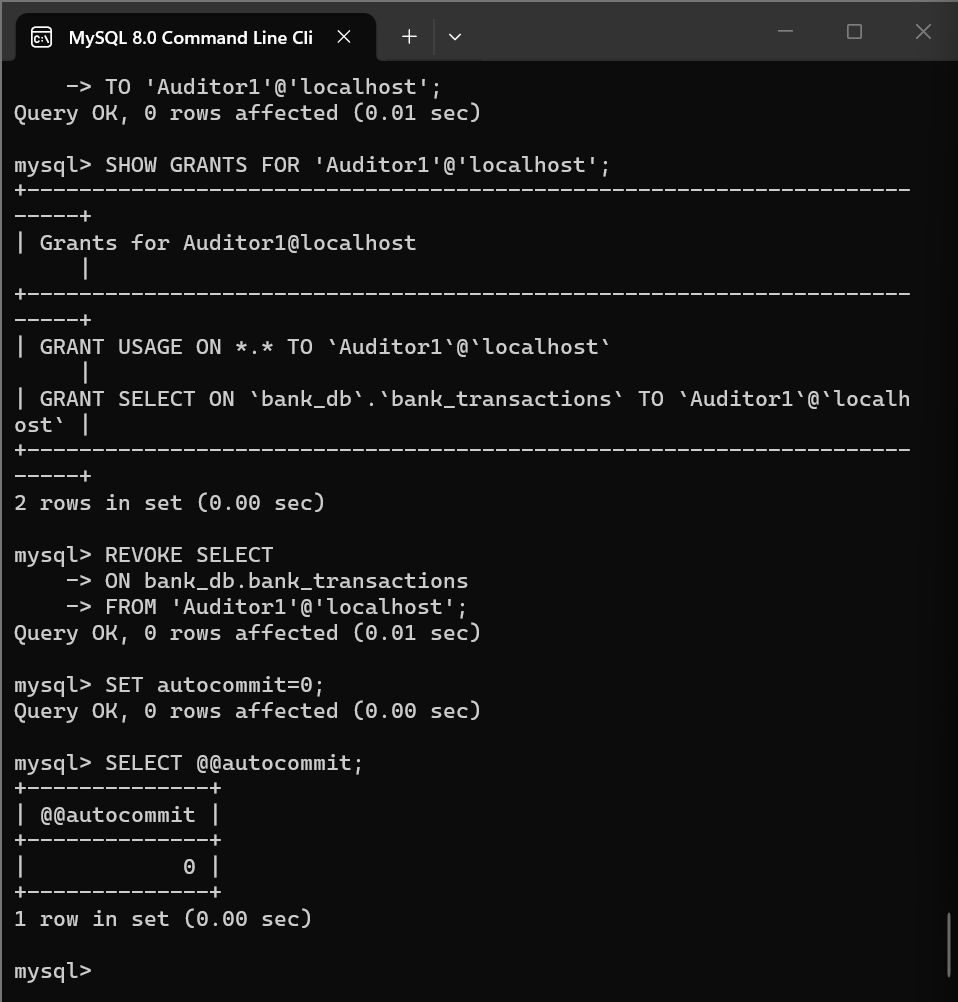 MySQL 8.0 Command Line Cli
    -> TO 'Auditor1'@'localhost';
Query OK, 0 rows affected (0.01 sec)
mysql> SHOW GRANTS FOR 'Auditor1'@'localhost';
+--------------------------------------------------------------------
-----+
| Grants for Auditor1@localhost
     |
+--------------------------------------------------------------------
-----+
| GRANT USAGE ON *.* TO `Auditor1`@`localhost`
     |
| GRANT SELECT ON `bank_db`.`bank_transactions` TO `Auditor1`@`localh
ost` |
+--------------------------------------------------------------------
-----+
2 rows in set (0.00 sec)
mysql> REVOKE SELECT
    -> ON bank_db.bank_transactions
    -> FROM 'Auditor1'@'localhost';
Query OK, 0 rows affected (0.01 sec)
mysql> SET autocommit=0;
Query OK, 0 rows affected (0.00 sec)
mysql> SELECT @@autocommit;
+--------------+
| @@autocommit |
+--------------+
|            0 |
+--------------+
1 row in set (0.00 sec)
mysql>